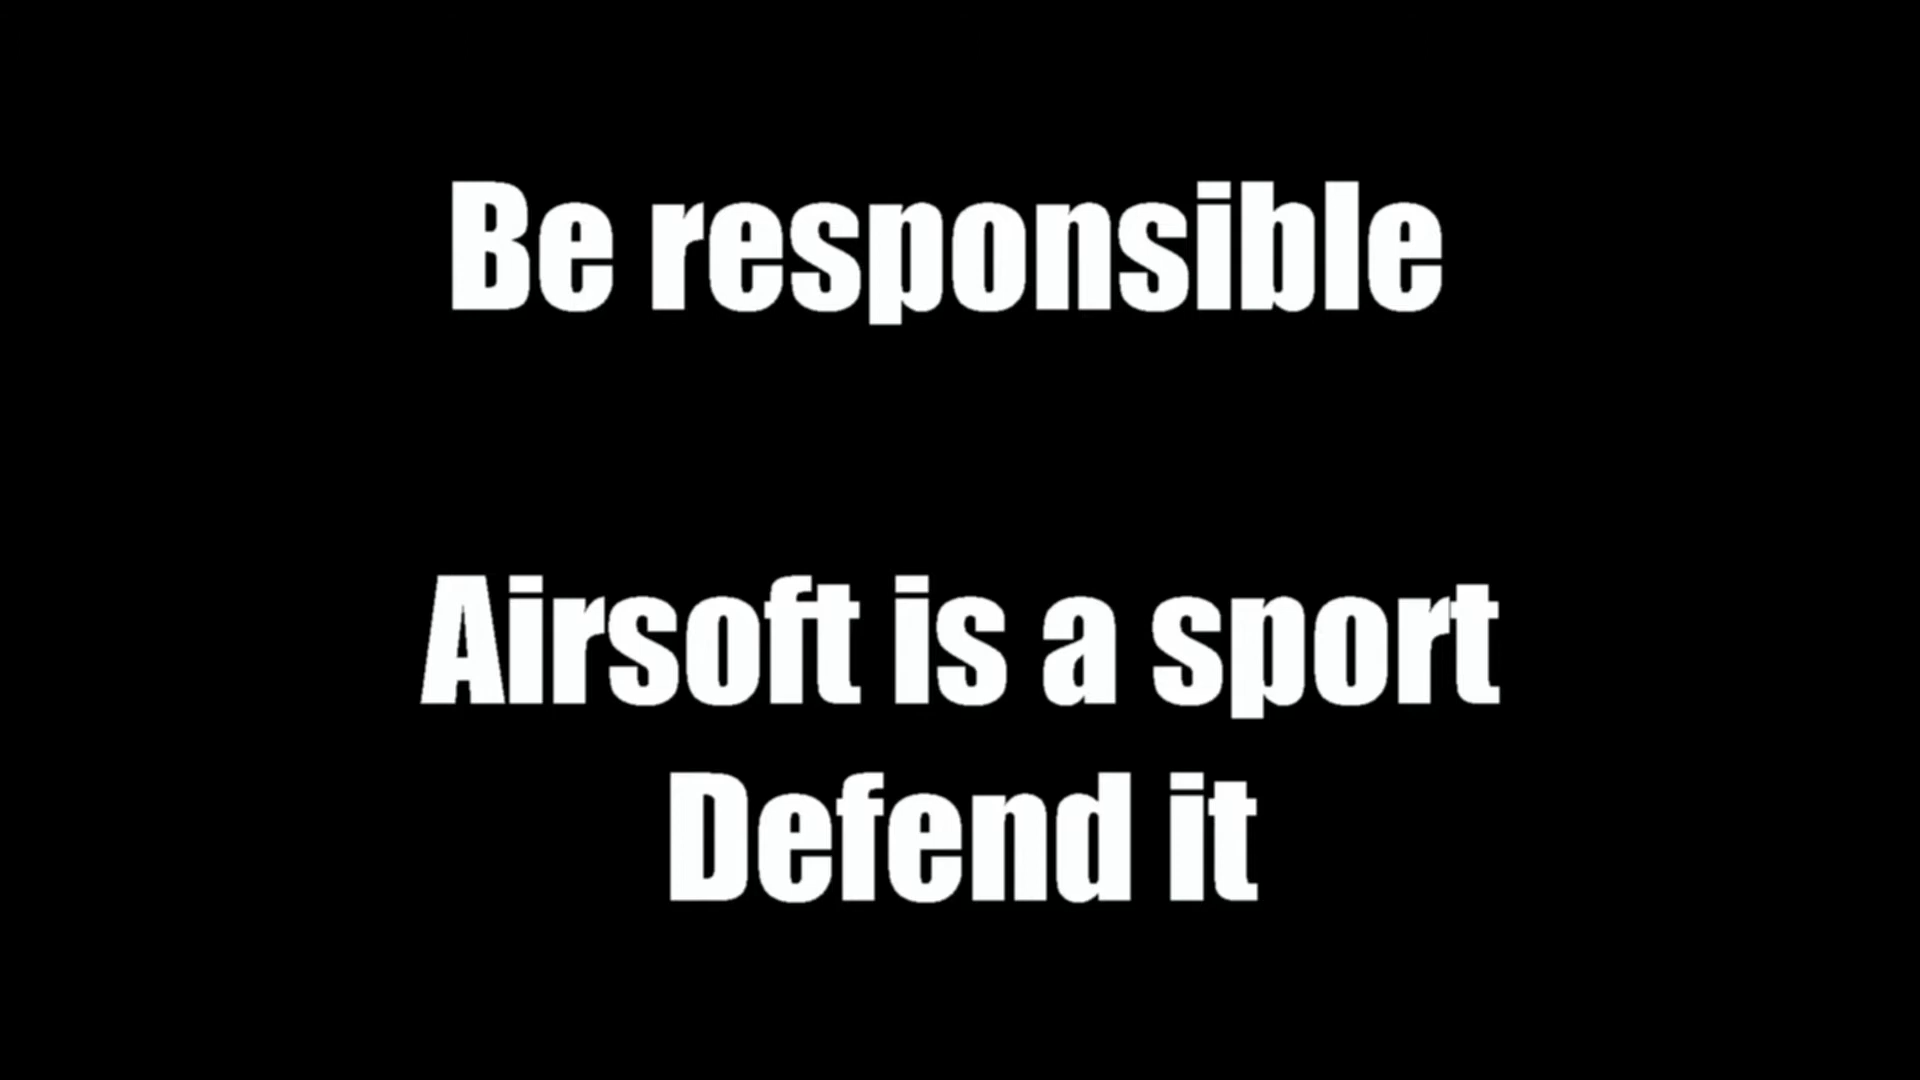 Be responsible
Airsoft is a sport
Defend it